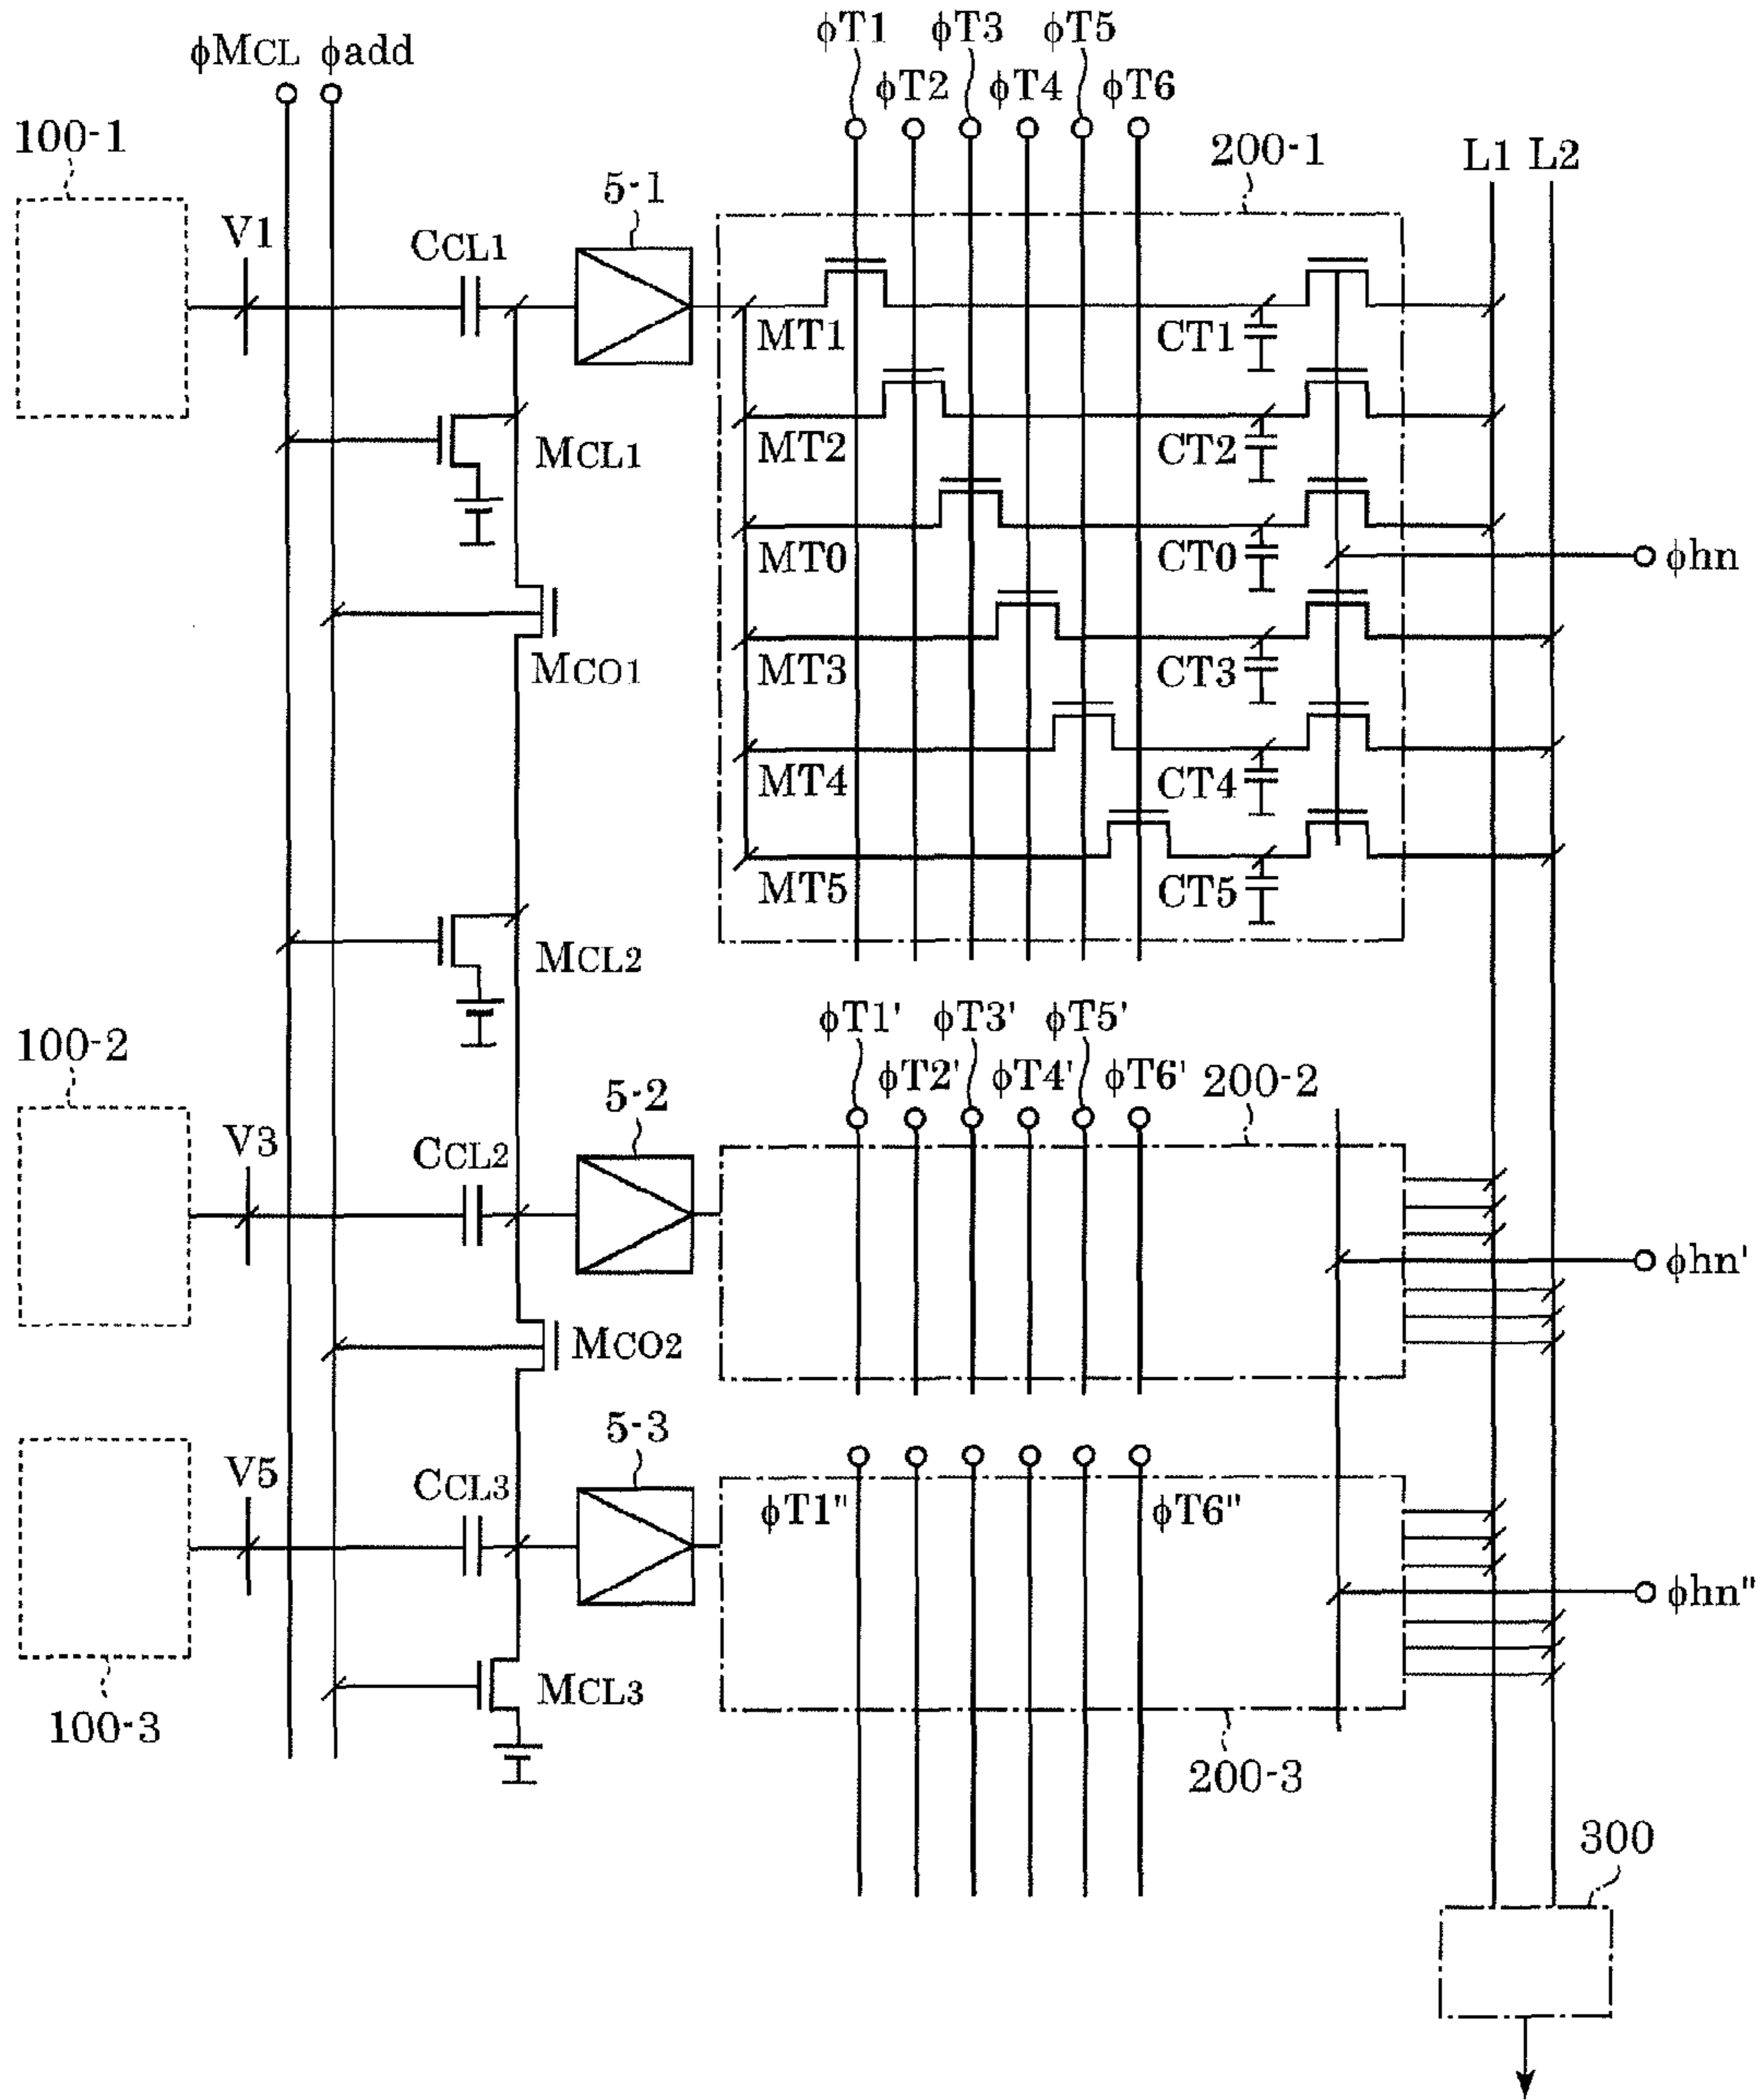 ϕT1 ϕT3 ϕT5
ϕMCL ϕadd
ϕT2 ϕT4 ϕT6
100-1
200-1
L1 L2
5-1
V1
CCL1
MT1
CT1
MCL1
MT2
CT2
MT0
CT0
ϕhn
MCO1
MT3
CT3
MT4
CT4
MT5
CT5
MCL2
ϕT1' ϕT3' ϕT5'
100-2
ϕT2' ϕT4' ϕT6'
200-2
5-2
V3
CCL2
ϕhn'
MCO2
5-3
V5
CCL3
ϕT1"
ϕT6"
ϕhn"
MCL3
100-3
200-3
300